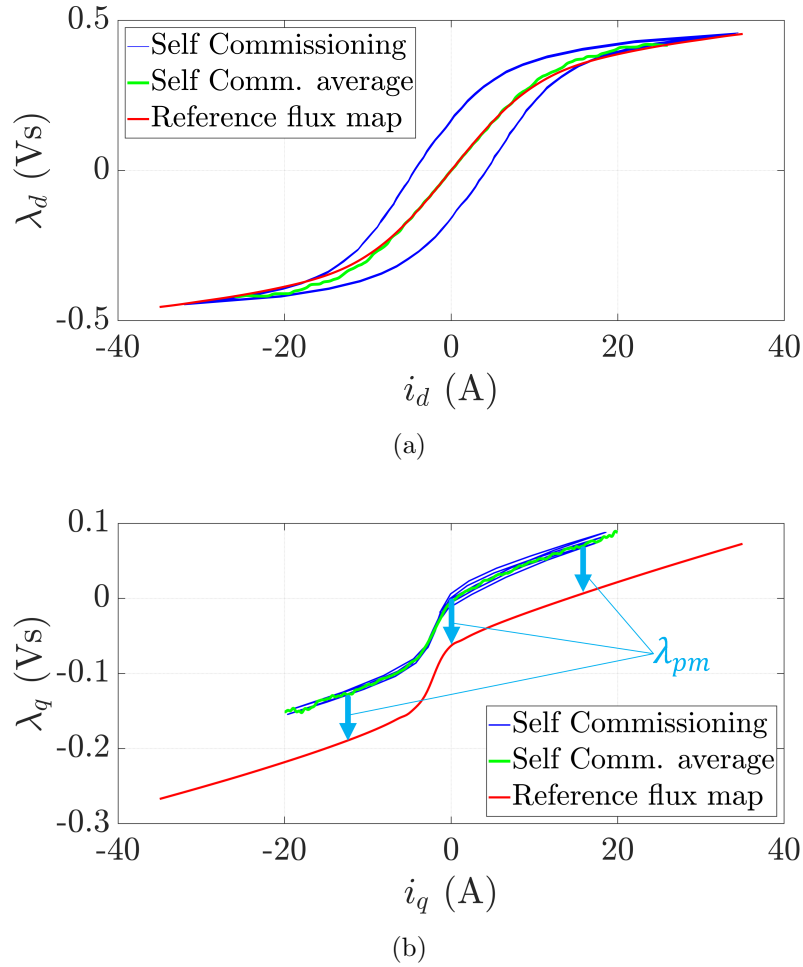 0.5
Self Commissioning
Self Comm. average
Reference flux map
0
λd (Vs)
-0.5
-40 -20 0 20 40
id (A)
(a)
0.1
0
-0.1
λpm
λq (Vs)
Self Commissioning
-0.2
Self Comm. average
Reference flux map
-0.3
-40 -20 0 20 40
iq (A)
(b)